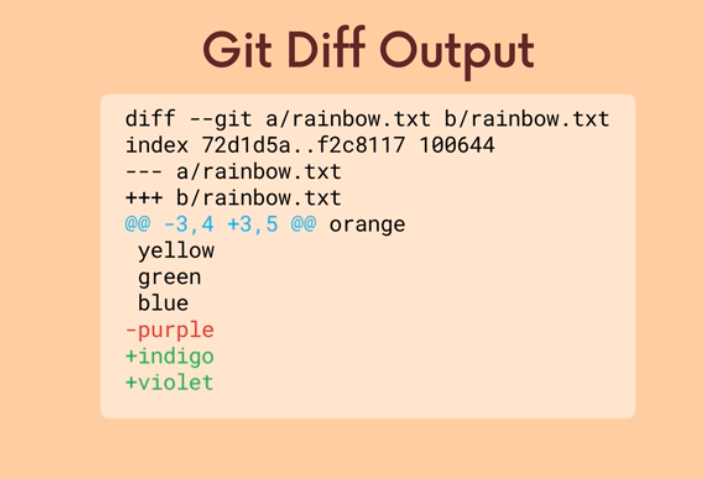 Git Diff Output
diff --git a/rainbow.txt b/rainbow.txt
index 72d1d5a..f2c8117 100644
--- a/rainbow.txt
+++ b/rainbow.txt
@@ -3,4 +3,5 @@ orange
 yellow
 green
 blue
-purple
+indigo
+violet